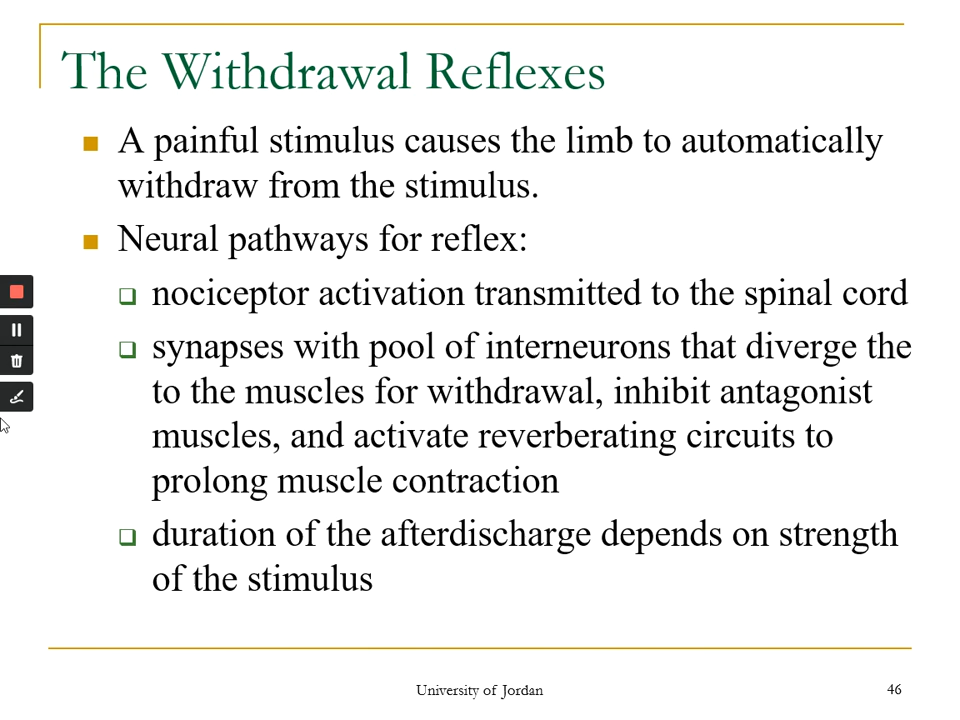 The Withdrawal Reflexes
A painful stimulus causes the limb to automatically
withdraw from the stimulus.
Neural pathways for reflex:
nociceptor activation transmitted to the spinal cord
synapses with pool of interneurons that diverge the
to the muscles for withdrawal, inhibit antagonist
muscles, and activate reverberating circuits to
prolong muscle contraction
duration of the afterdischarge depends on strength
of the stimulus
University of Jordan
46